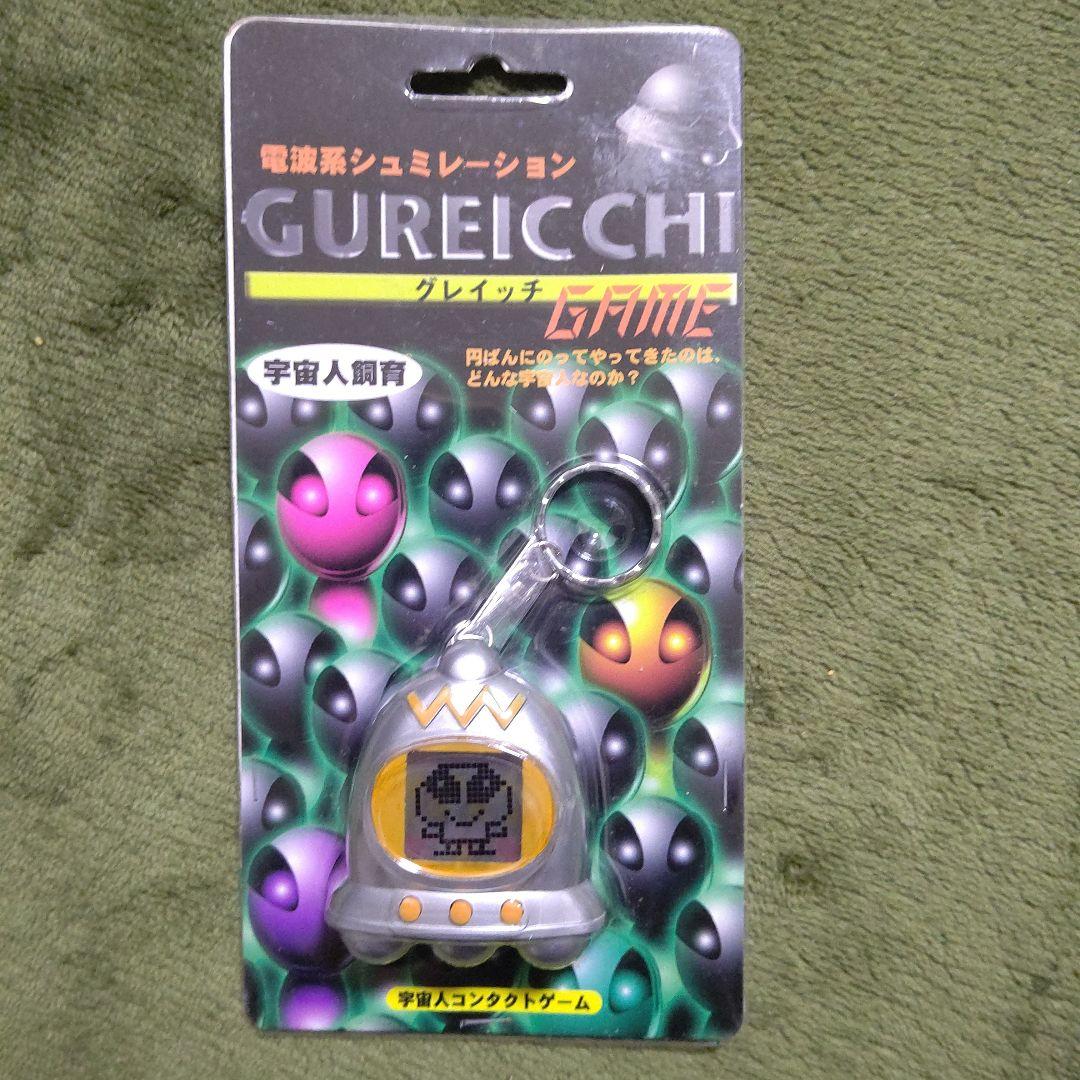 電波系シュミレーション
GUREICCHI
グレイッチ
GAME
円ばんにのってやってきたのは、
どんな宇宙人なのか？
宇宙人飼育
宇宙人コンタクトゲーム